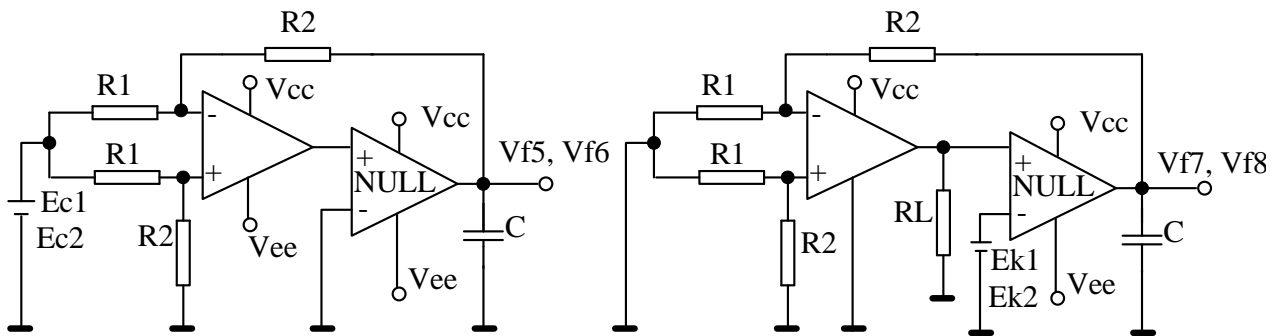 R2
R1
Vcc
-
Vcc
R1
+
+
NULL
-
Vf5, Vf6
Ec1
Ec2
R2
Vee
Vee
C
R2
R1
Vcc
-
Vcc
R1
+
+
NULL
-
Vf7, Vf8
RL
R2
Ek1
Ek2
Vee
C